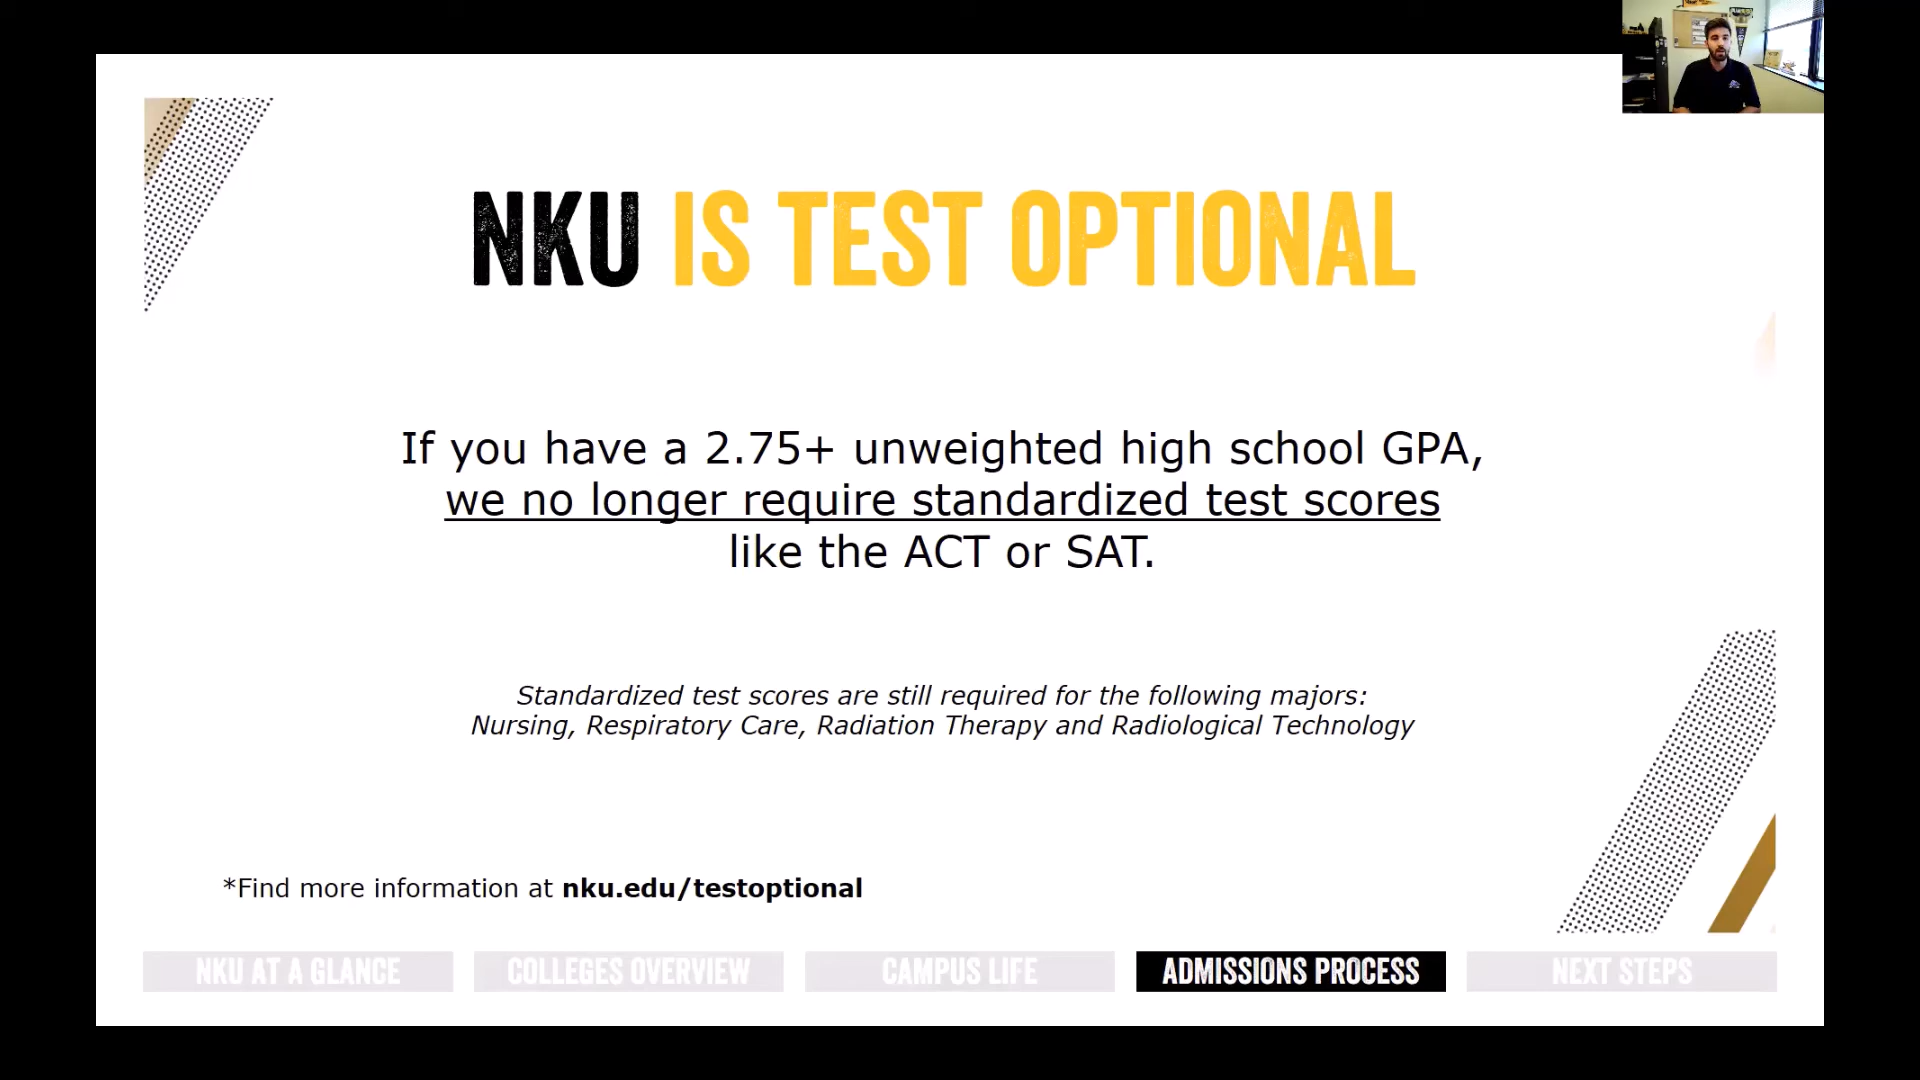 NKU IS TEST OPTIONAL
If you have a 2.75+ unweighted high school GPA,
we no longer require standardized test scores
like the ACT or SAT.
Standardized test scores are still required for the following majors:
Nursing, Respiratory Care, Radiation Therapy and Radiological Technology
*Find more information at nku.edu/testoptional
NKU AT A GLANCE
COLLEGES OVERVIEW
CAMPUS LIFE
ADMISSIONS PROCESS
NEXT STEPS